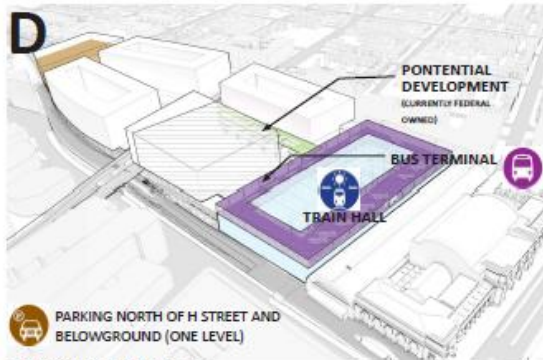 D
PONTENTIAL
DEVELOPMENT
(CURRENTLY FEDERAL
OWNED)
BUS TERMINAL
TRAIN HALL
P
PARKING NORTH OF H STREET AND
BELOWGROUND (ONE LEVEL)